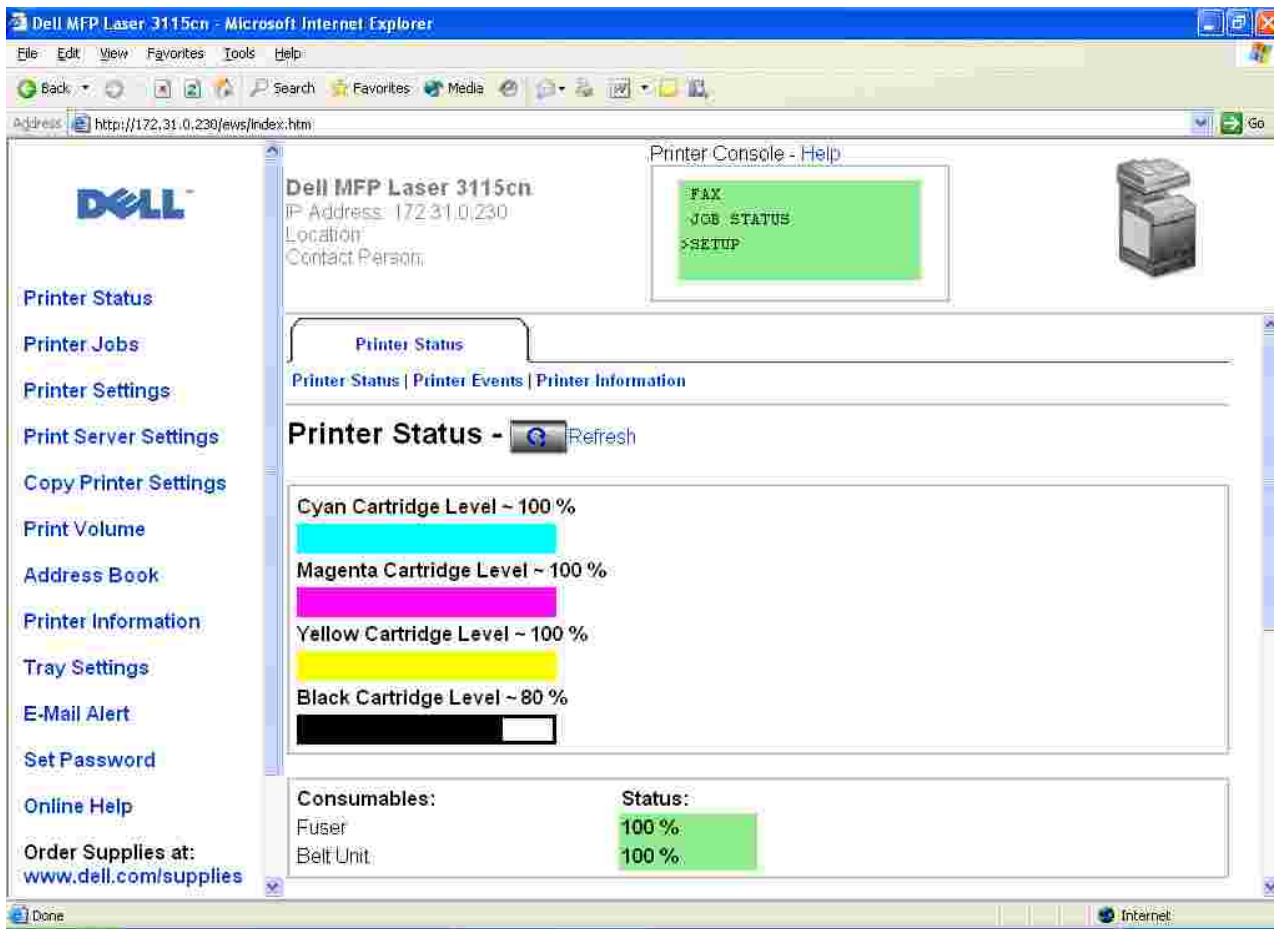 Dell MFP Laser 3115cn - Microsoft Internet Explorer
File Edit View Favorites Tools Help
Back Search Favorites Media
Address http://172.31.0.230/ews/index.htm Go
DELL
Dell MFP Laser 3115cn
IP Address: 172.31.0.230
Location:
Contact Person:
Printer Console - Help
FAX
JOB STATUS
>SETUP
Printer Status
Printer Jobs
Printer Settings
Print Server Settings
Copy Printer Settings
Print Volume
Address Book
Printer Information
Tray Settings
E-Mail Alert
Set Password
Online Help
Order Supplies at:
www.dell.com/supplies
Printer Status
Printer Status | Printer Events | Printer Information
Printer Status - Refresh
Cyan Cartridge Level ~ 100 %
Magenta Cartridge Level ~ 100 %
Yellow Cartridge Level ~ 100 %
Black Cartridge Level ~ 80 %
Consumables: Status:
Fuser 100 %
Belt Unit 100 %
Done Internet